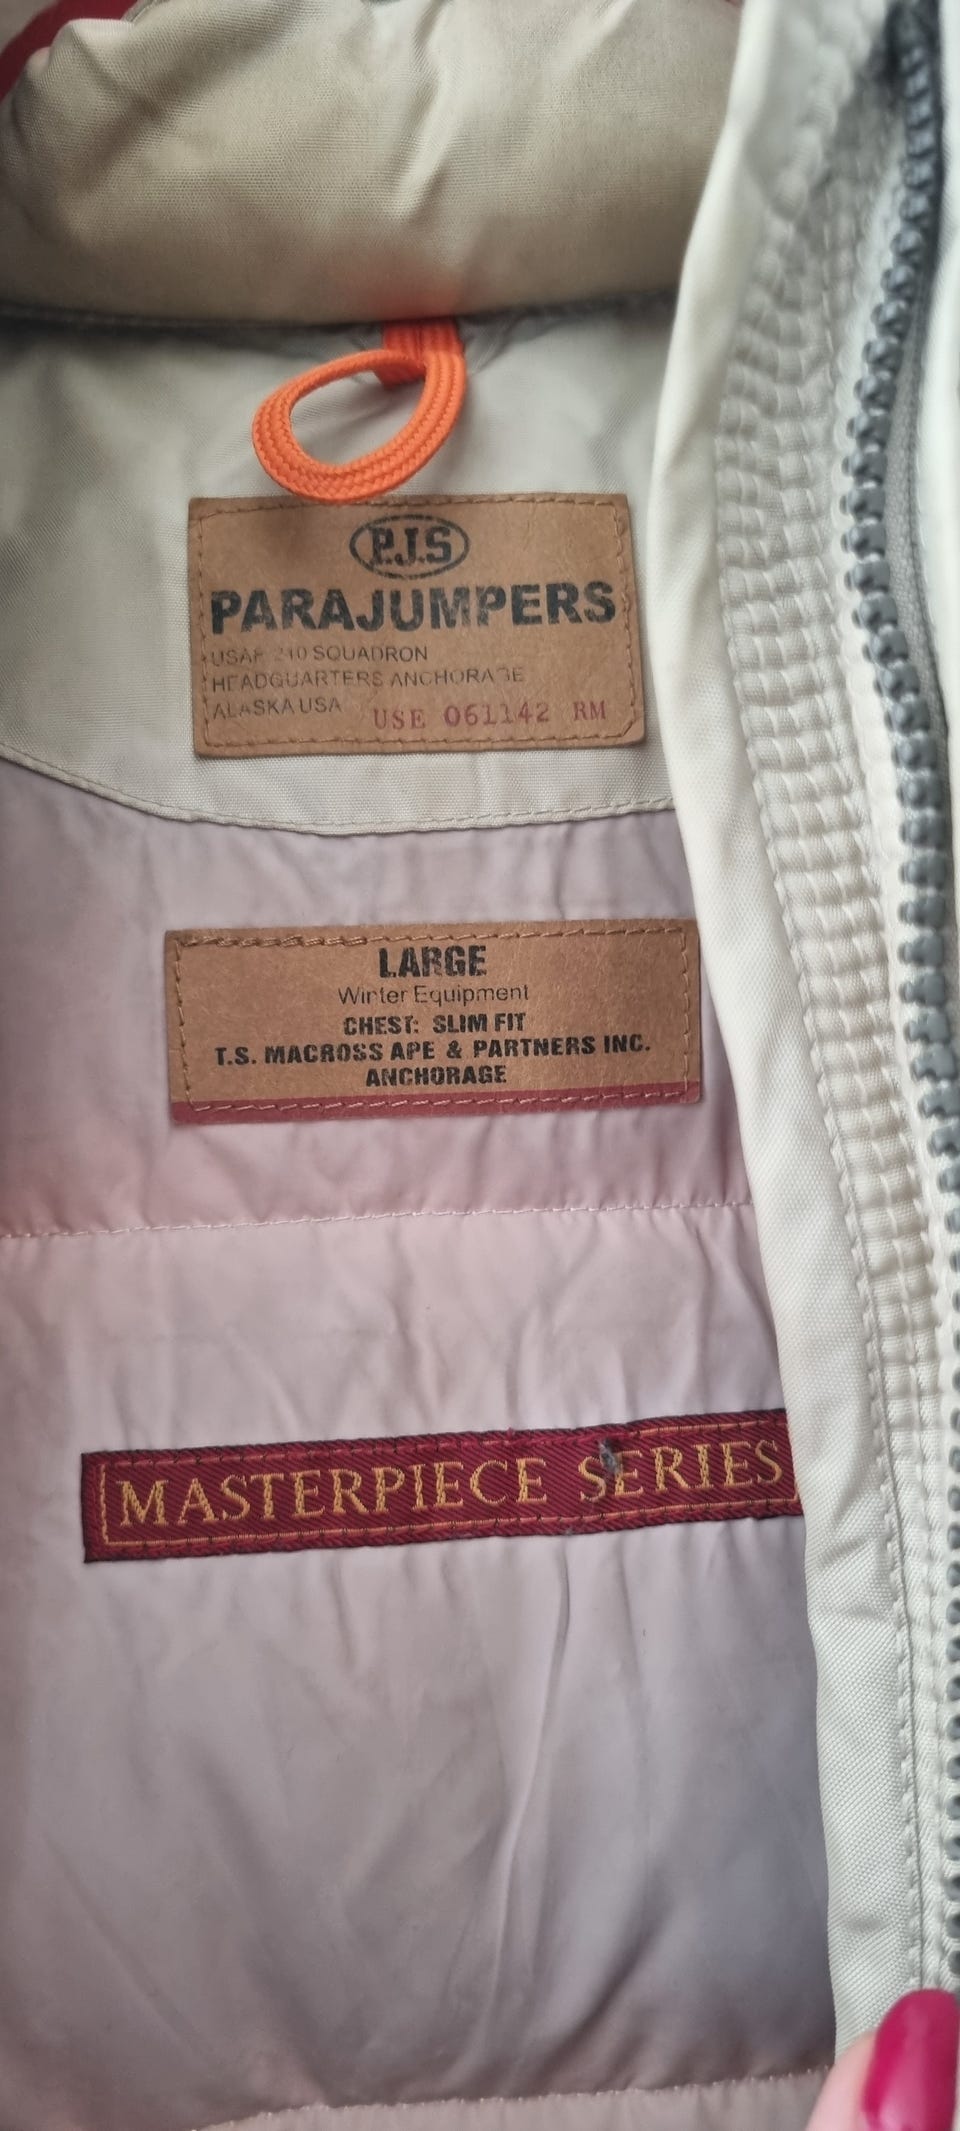 P.J.S
PARAJUMPERS
USAF 210 SQUADRON
HEADQUARTERS ANCHORAGE
ALASKA USA USE 061142 RM
LARGE
Winter Equipment
CHEST: SLIM FIT
T.S. MACROSS APE & PARTNERS INC.
ANCHORAGE
MASTERPIECE SERIES